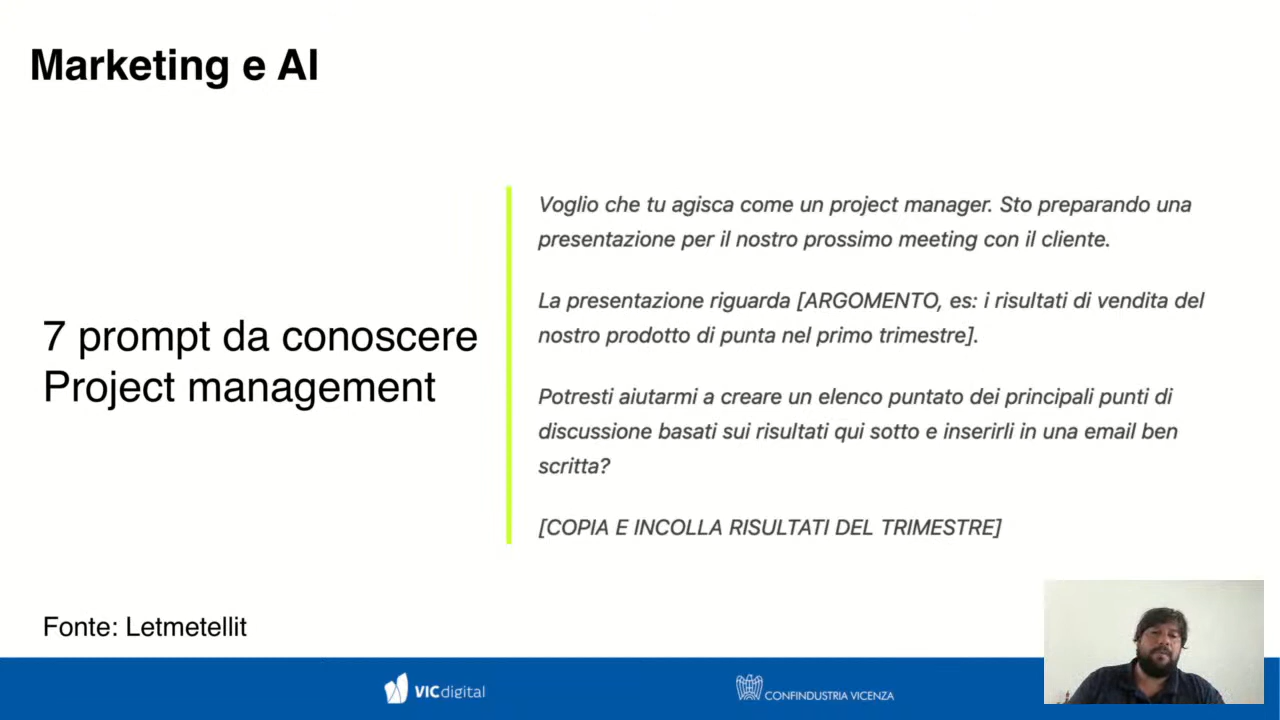 Marketing e AI
7 prompt da conoscere
Project management
Voglio che tu agisca come un project manager. Sto preparando una
presentazione per il nostro prossimo meeting con il cliente.
La presentazione riguarda [ARGOMENTO, es: i risultati di vendita del
nostro prodotto di punta nel primo trimestre].
Potresti aiutarmi a creare un elenco puntato dei principali punti di
discussione basati sui risultati qui sotto e inserirli in una email ben
scritta?
[COPIA E INCOLLA RISULTATI DEL TRIMESTRE]
Fonte: Letmetellit
VICdigital
CONFINDUSTRIA VICENZA